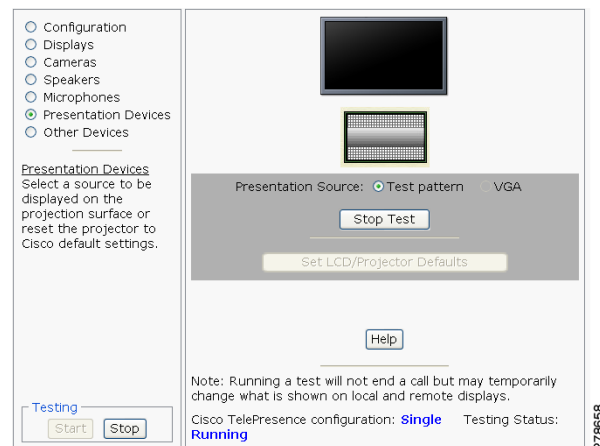 Configuration
Displays
Cameras
Speakers
Microphones
Presentation Devices
Other Devices
Presentation Devices
Select a source to be
displayed on the
projection surface or
reset the projector to
Cisco default settings.
Testing
Start Stop
Presentation Source: Test pattern VGA
Stop Test
Set LCD/Projector Defaults
Help
Note: Running a test will not end a call but may temporarily
change what is shown on local and remote displays.
Cisco TelePresence configuration: Single Testing Status:
Running